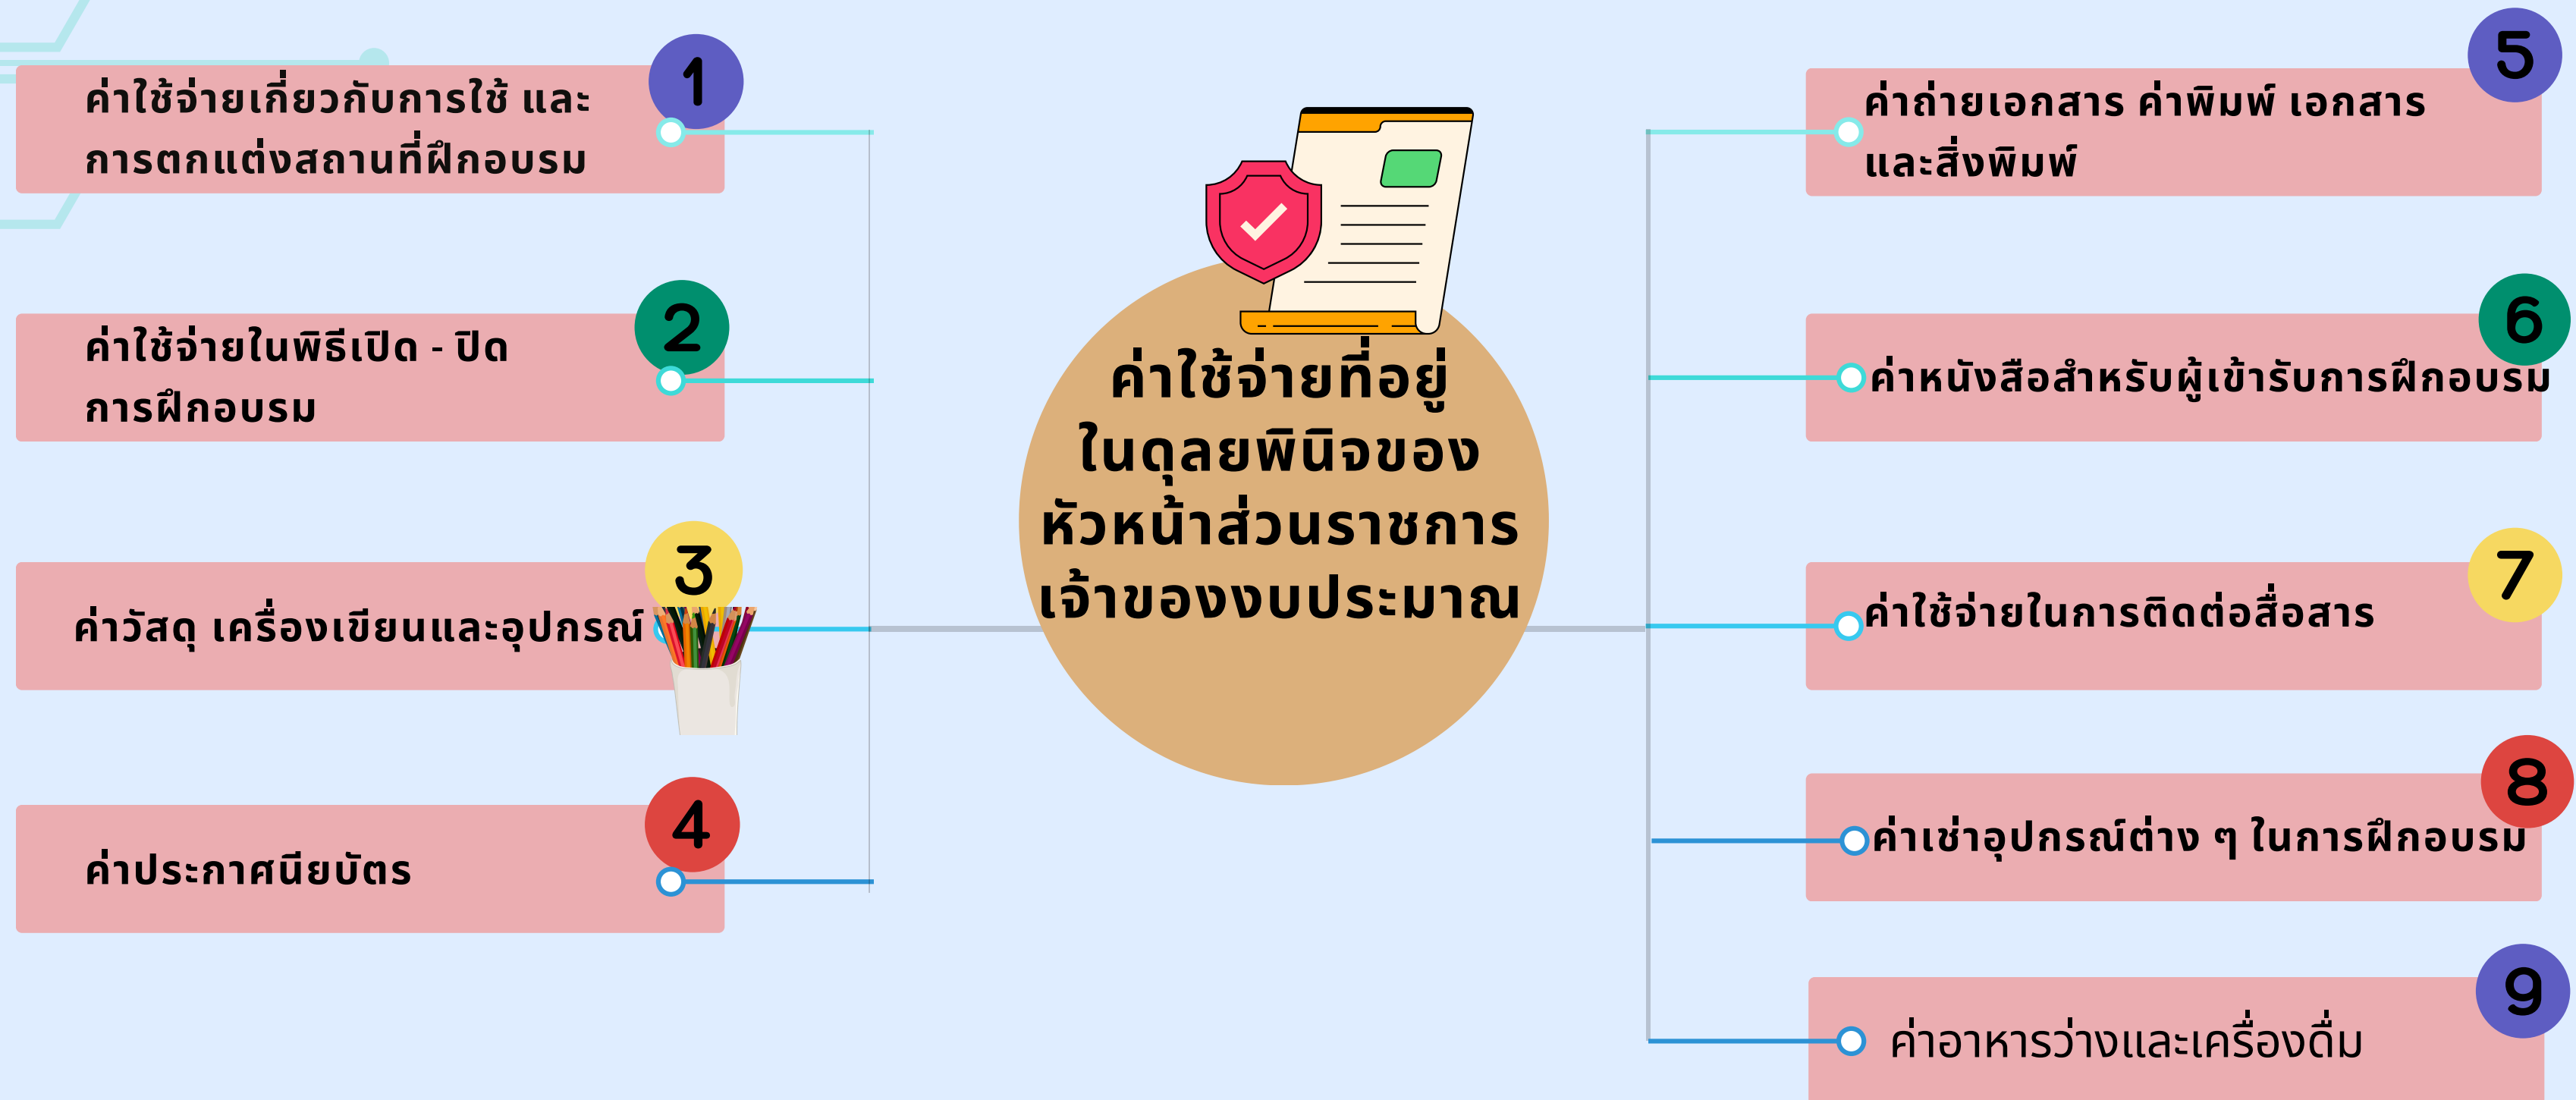 1
ค่าใช้จ่ายเกี่ยวกับการใช้ และ
การตกแต่งสถานที่ฝึกอบรม
2
ค่าใช้จ่ายในพิธีเปิด - ปิด
การฝึกอบรม
3
ค่าวัสดุ เครื่องเขียนและอุปกรณ์
4
ค่าประกาศนียบัตร
ค่าใช้จ่ายที่อยู่
ในดุลยพินิจของ
หัวหน้าส่วนราชการ
เจ้าของงบประมาณ
5
ค่าถ่ายเอกสาร ค่าพิมพ์ เอกสาร
และสิ่งพิมพ์
6
ค่าหนังสือสำหรับผู้เข้ารับการฝึกอบรม
7
ค่าใช้จ่ายในการติดต่อสื่อสาร
8
ค่าเช่าอุปกรณ์ต่าง ๆ ในการฝึกอบรม
9
ค่าอาหารว่างและเครื่องดื่ม